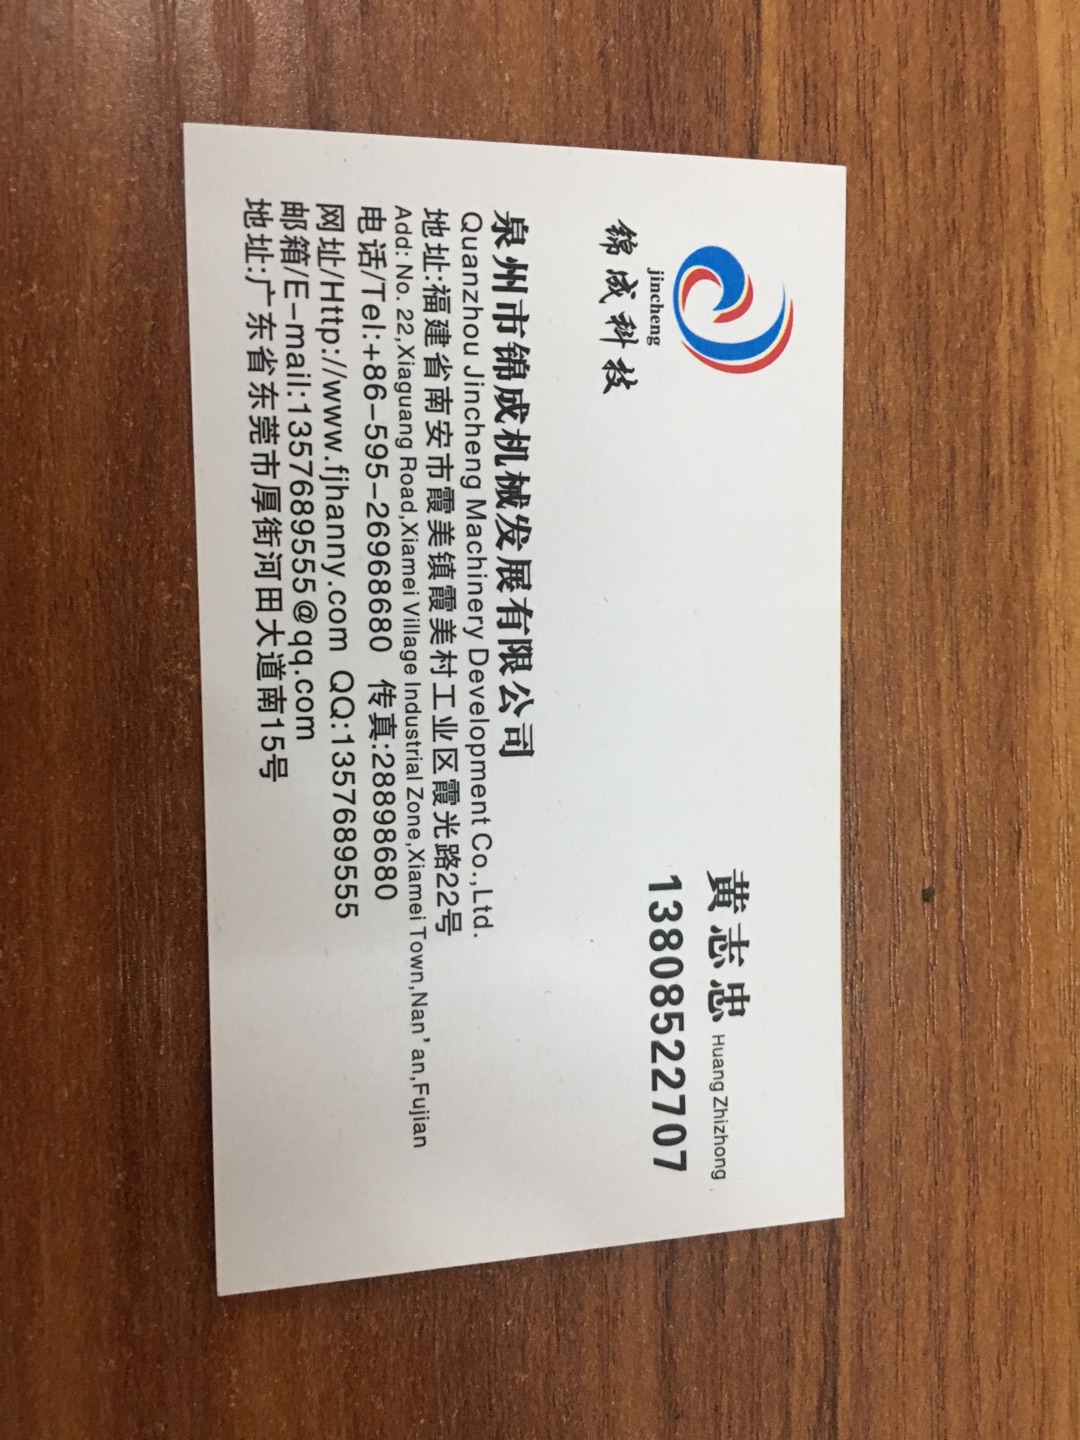 jincheng
锦成科技
黄志忠 Huang Zhizhong
13808522707
泉州市锦成机械发展有限公司
Quanzhou Jincheng Machinery Development Co.,Ltd.
地址:福建省南安市霞美镇霞美村工业区霞光路22号
Add: No. 22,Xiaguang Road,Xiamei Village Industrial Zone,Xiamei Town,Nan'an,Fujian
电话/Tel:+86-595-26968680 传真:28898680
网址/Http://www.fjhanny.com QQ:1357689555
邮箱/E-mail:1357689555@qq.com
地址:广东省东莞市厚街河田大道南15号